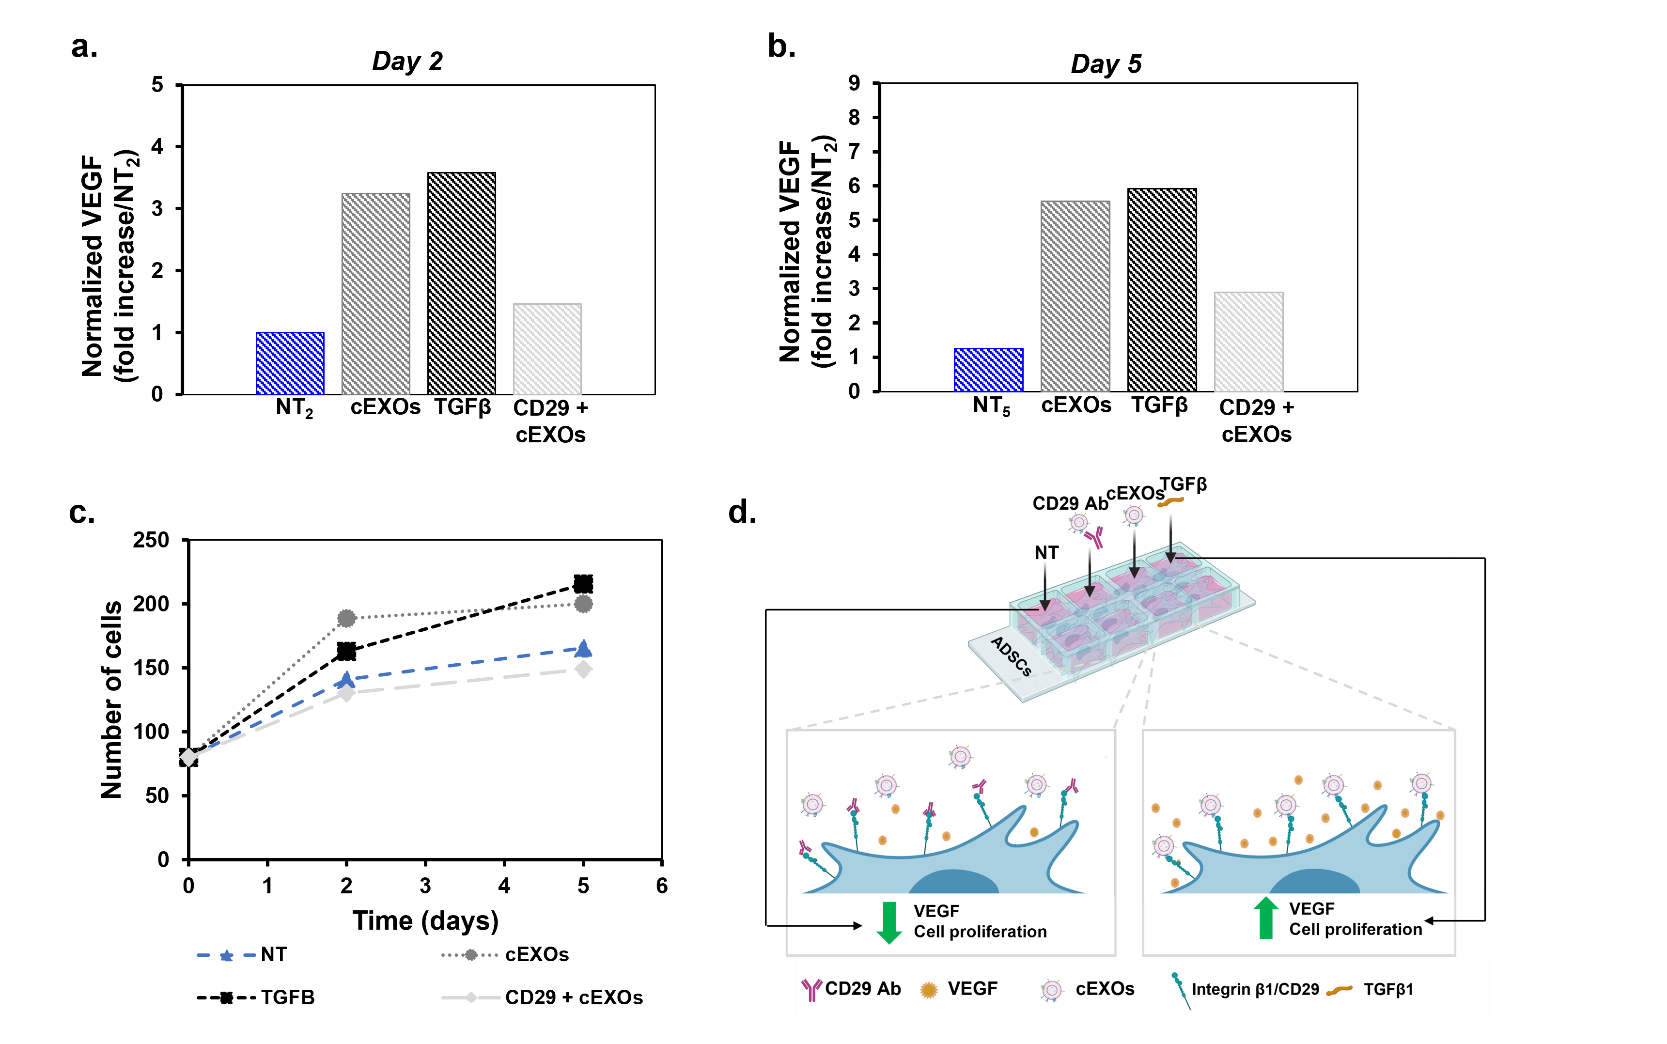 a.
Day 2
Normalized VEGF
(fold increase/NT2)
5
4
3
2
1
0
NT2
cEXOs
TGFβ
CD29 +
cEXOs
b.
Day 5
Normalized VEGF
(fold increase/NT2)
9
8
7
6
5
4
3
2
1
0
NT5
cEXOs
TGFβ
CD29 +
cEXOs
c.
Number of cells
250
200
150
100
50
0
0 1 2 3 4 5 6
Time (days)
NT
cEXOs
TGFB
CD29 + cEXOs
d.
NT
CD29 Ab
cEXOs
TGFβ
ADSCs
VEGF
Cell proliferation
VEGF
Cell proliferation
CD29 Ab
VEGF
cEXOs
Integrin β1/CD29
TGFβ1